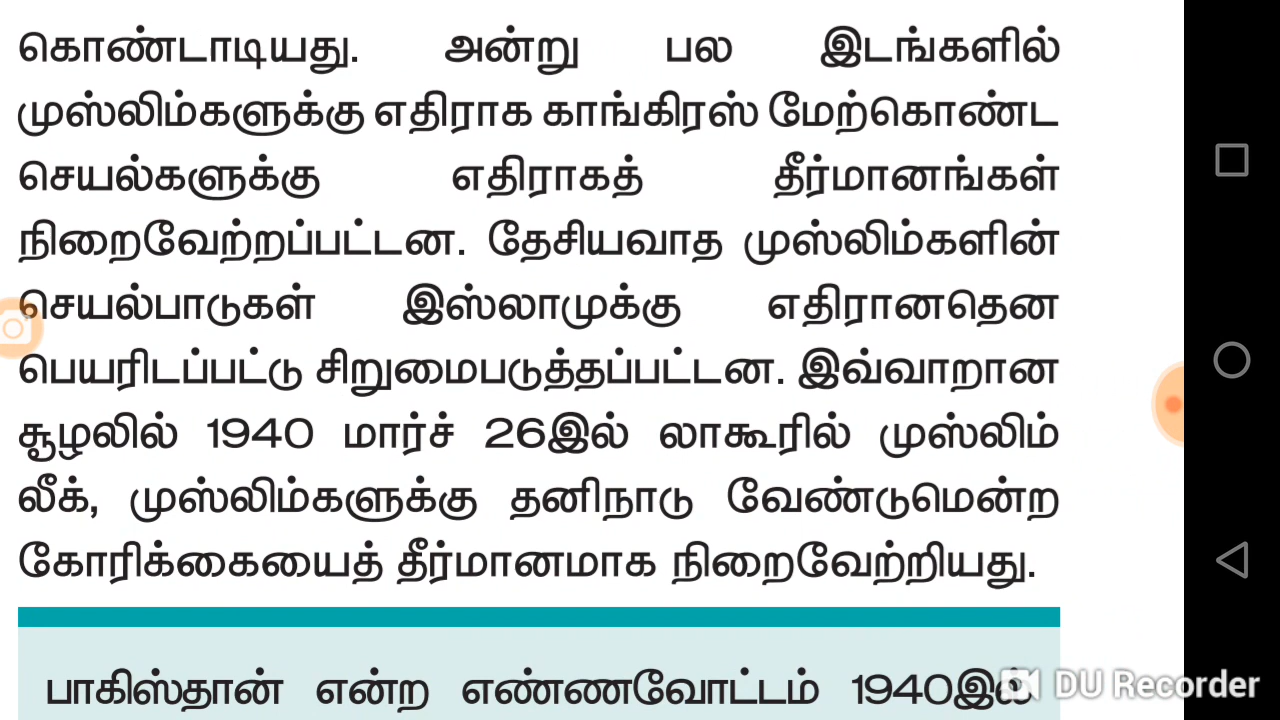 கொண்டாடியது. அன்று பல இடங்களில்
முஸ்லிம்களுக்கு எதிராக காங்கிரஸ் மேற்கொண்ட
செயல்களுக்கு எதிராகத் தீர்மானங்கள்
நிறைவேற்றப்பட்டன. தேசியவாத முஸ்லிம்களின்
செயல்பாடுகள் இஸ்லாமுக்கு எதிரானதென
பெயரிடப்பட்டு சிறுமைபடுத்தப்பட்டன. இவ்வாறான
சூழலில் 1940 மார்ச் 26இல் லாகூரில் முஸ்லிம்
லீக், முஸ்லிம்களுக்கு தனிநாடு வேண்டுமென்ற
கோரிக்கையைத் தீர்மானமாக நிறைவேற்றியது.
பாகிஸ்தான் என்ற எண்ணவோட்டம் 1940இல்
DU Recorder